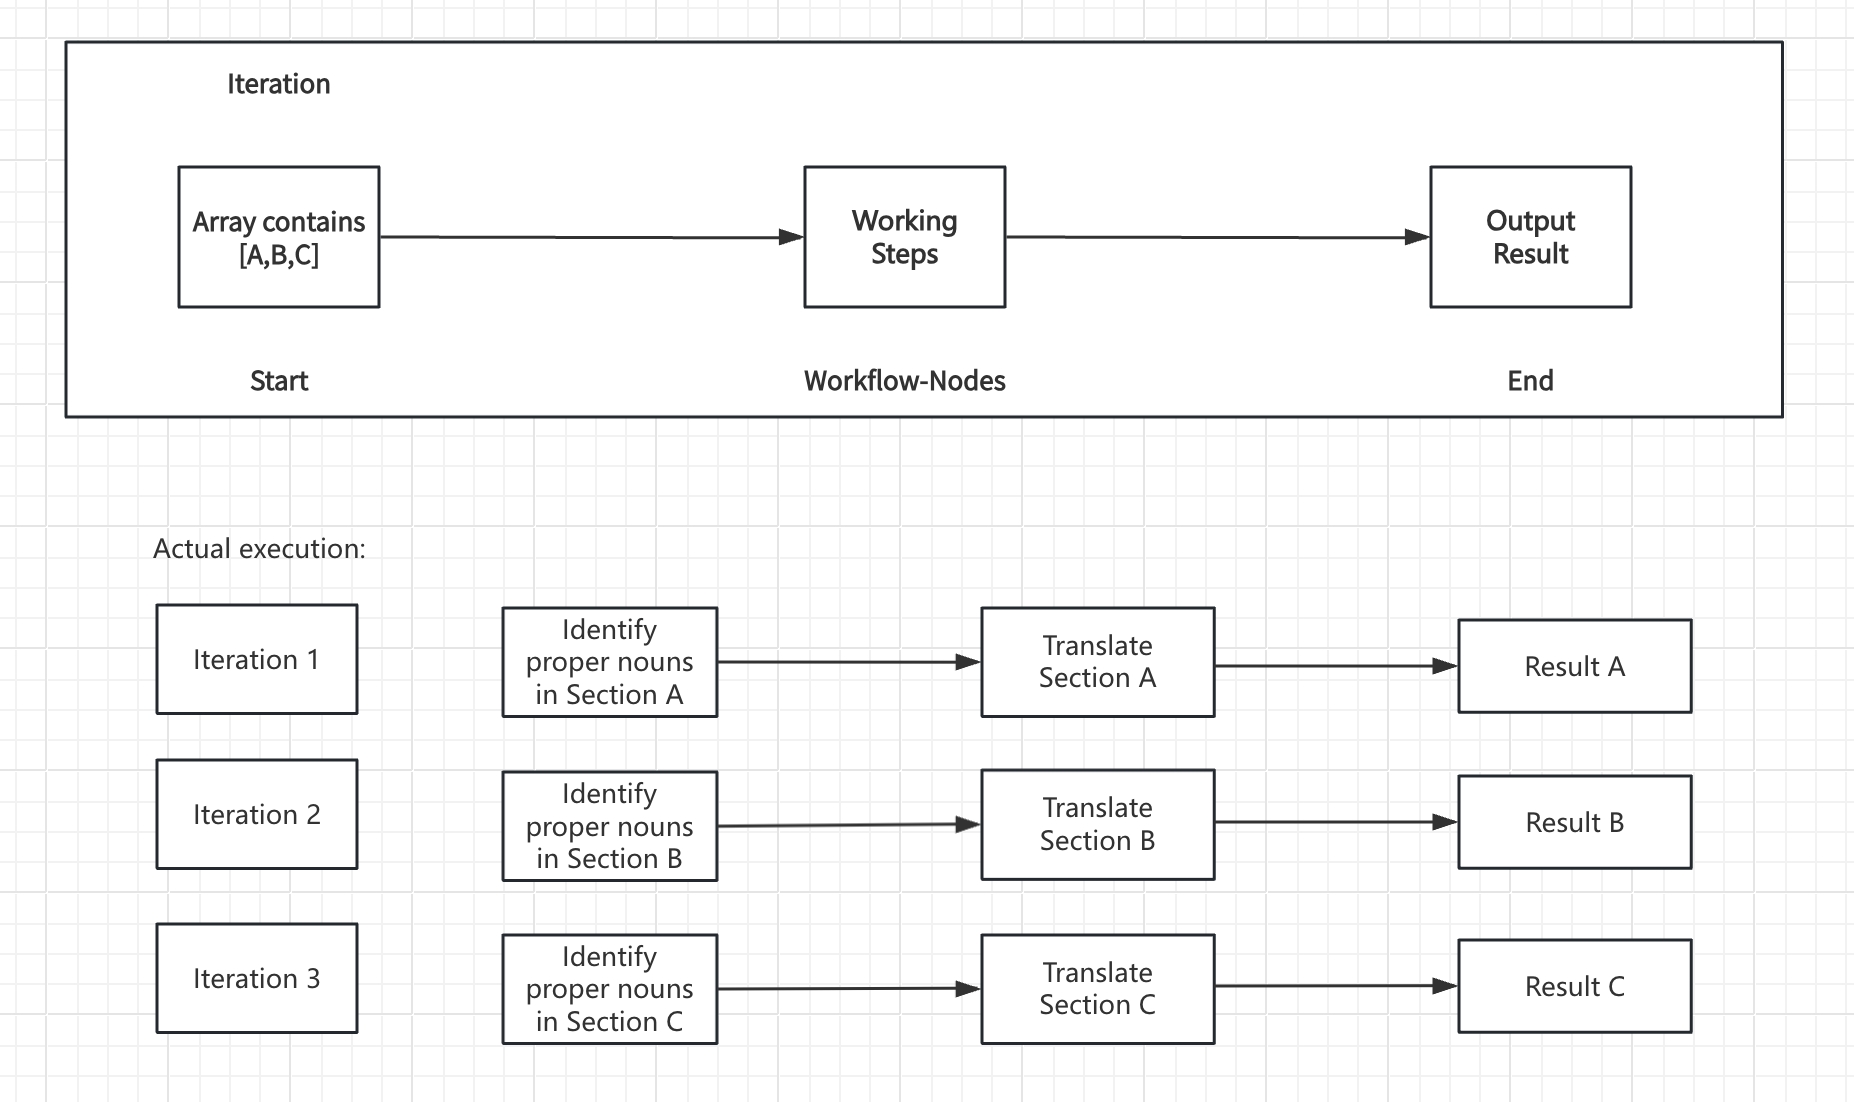 Iteration
Array contains
[A,B,C]
Working
Steps
Output
Result
Start
Workflow-Nodes
End
Actual execution:
Iteration 1
Identify
proper nouns
in Section A
Translate
Section A
Result A
Iteration 2
Identify
proper nouns
in Section B
Translate
Section B
Result B
Iteration 3
Identify
proper nouns
in Section C
Translate
Section C
Result C